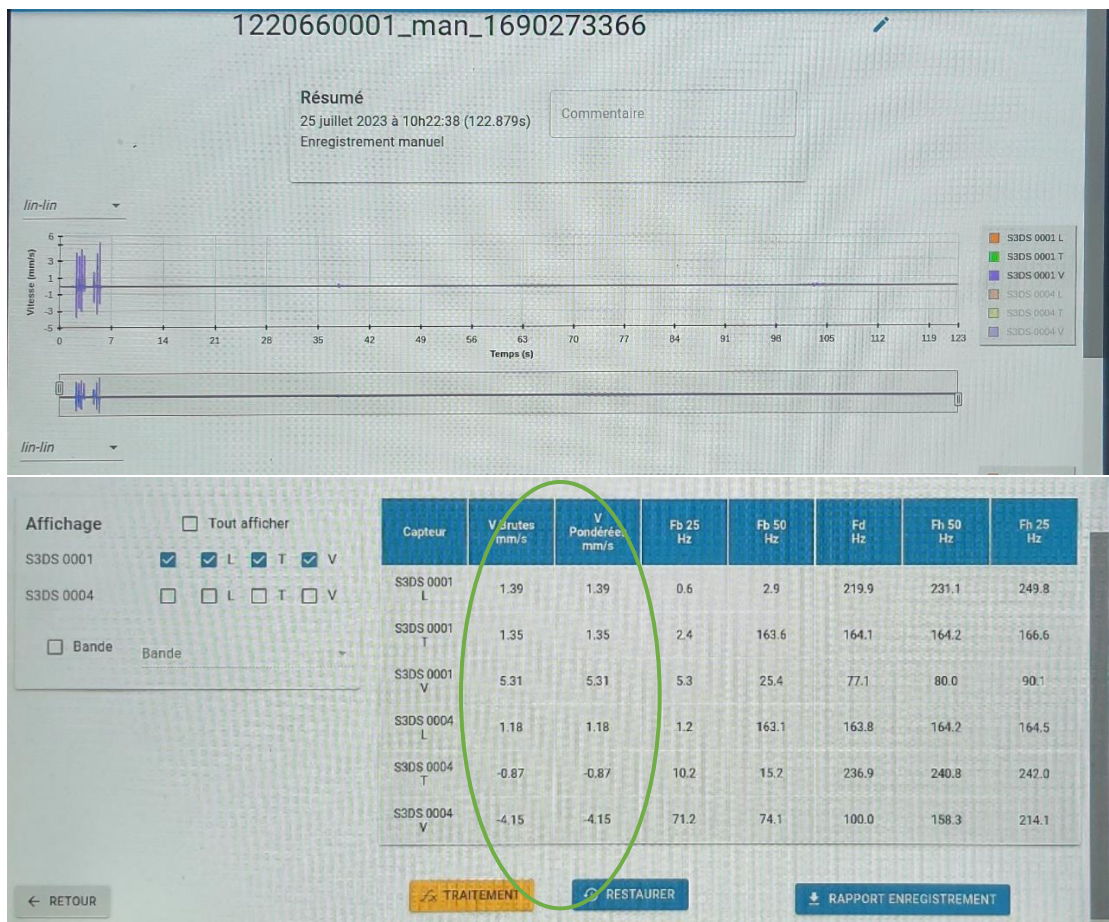 1220660001_man_1690273366
Résumé
25 juillet 2023 à 10h22:38 (122.879s)
Enregistrement manuel
Commentaire
lin-lin
Vitesse (mm/s)
6
3
1
-1
-3
-5
0 7 14 21 28 35 42 49 56 63 70 77 84 91 98 105 112 119 123
Temps (s)
S3DS 0001 L
S3DS 0001 T
S3DS 0001 V
S3DS 0004 L
S3DS 0004 T
S3DS 0004 V
lin-lin
Affichage
Tout afficher
S3DS 0001 L T V
S3DS 0004 L T V
Bande Bande
Capteur V Brutes mm/s V Pondérées mm/s Fb 25 Hz Fb 50 Hz Fd Hz Fh 50 Hz Fh 25 Hz
S3DS 0001 L 1.39 1.39 0.6 2.9 219.9 231.1 249.8
S3DS 0001 T 1.35 1.35 2.4 163.6 164.1 164.2 166.6
S3DS 0001 V 5.31 5.31 5.3 25.4 77.1 80.0 90.1
S3DS 0004 L 1.18 1.18 1.2 163.1 163.8 164.2 164.5
S3DS 0004 T -0.87 -0.87 10.2 15.2 236.9 240.8 242.0
S3DS 0004 V -4.15 -4.15 71.2 74.1 100.0 158.3 214.1
← RETOUR
fx TRAITEMENT
RESTAURER
RAPPORT ENREGISTREMENT